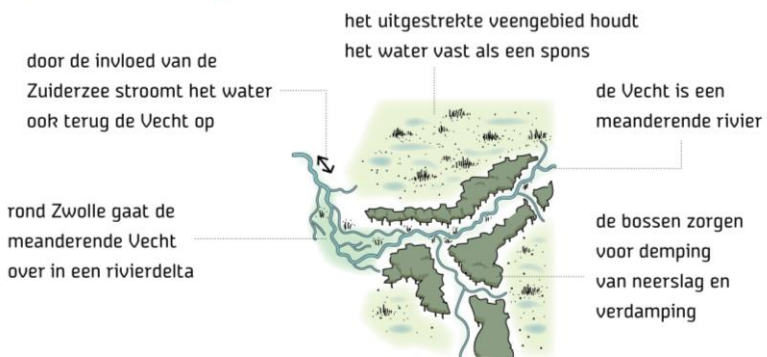 het uitgestrekte veengebied houdt
het water vast als een spons
door de invloed van de
Zuiderzee stroomt het water
ook terug de Vecht op
de Vecht is een
meanderende rivier
rond Zwolle gaat de
meanderende Vecht
over in een rivierdelta
de bossen zorgen
voor demping
van neerslag en
verdamping